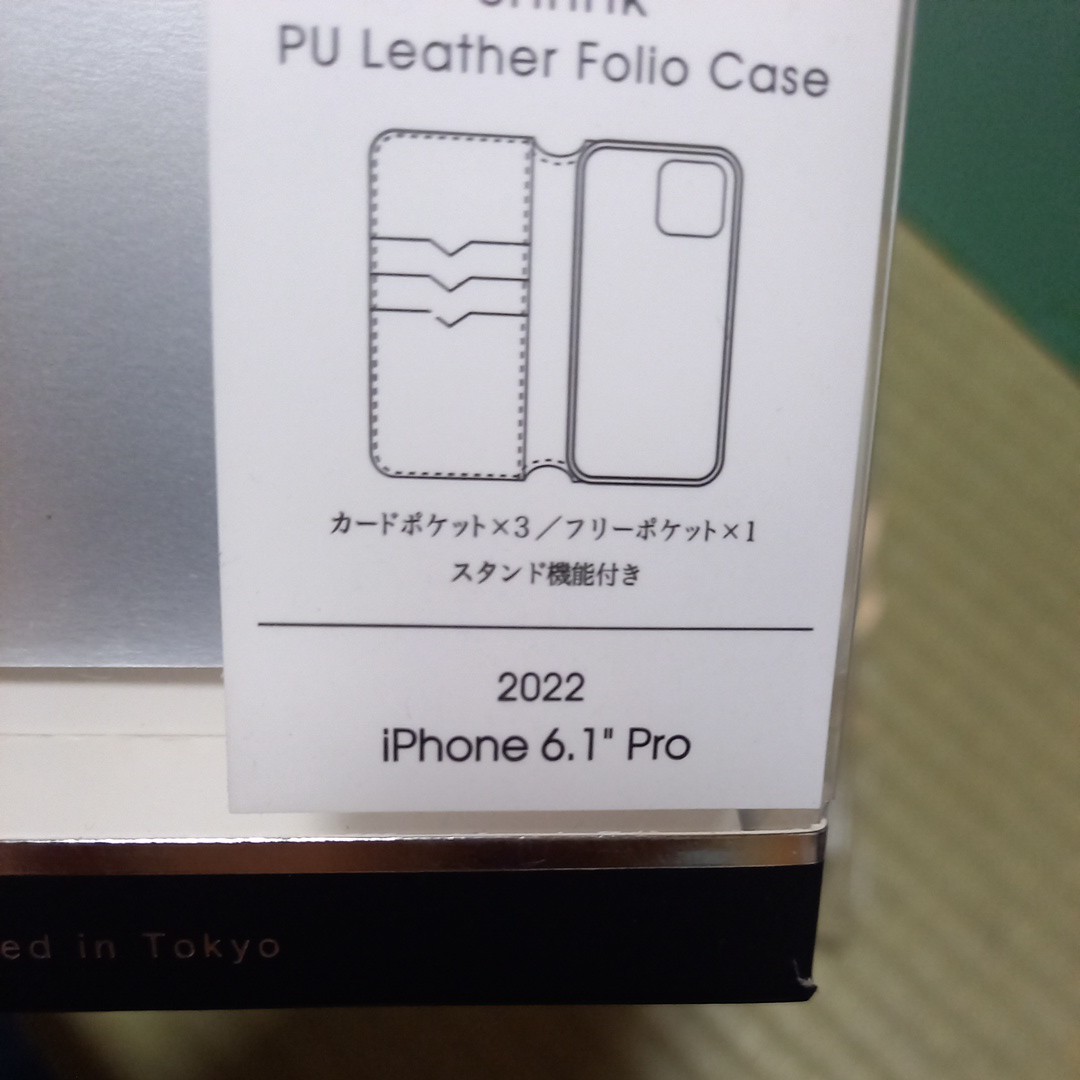 PU Leather Folio Case
カードポケット×3／フリーポケット×1
スタンド機能付き
2022
iPhone 6.1" Pro
ed in Tokyo